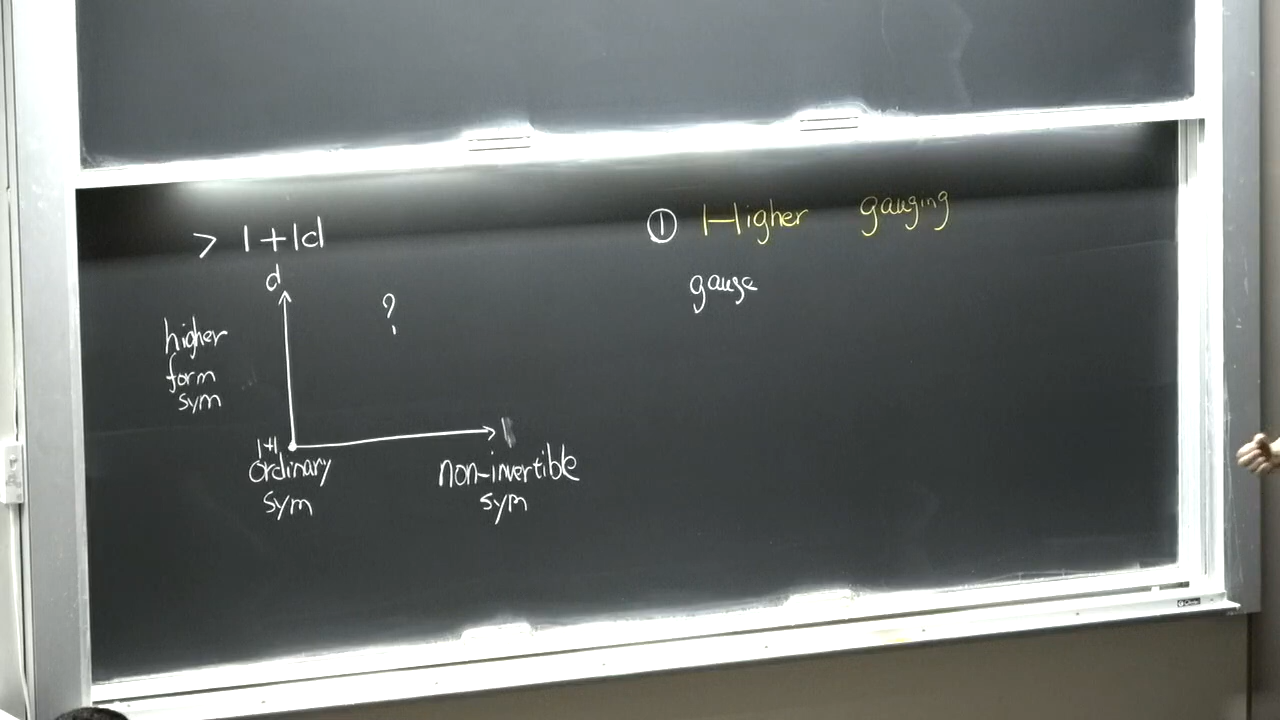 > 1+1d
d
?
higher
form
sym
1+1
ordinary
sym
non-invertible
sym
① Higher gauging
gauge